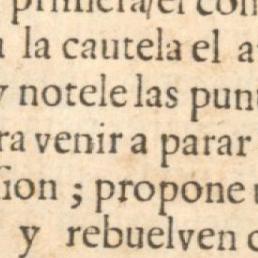 primera, el con
la cautela el a
y notele las pun
ra venir a parar
sion ; propone
y rebuelven